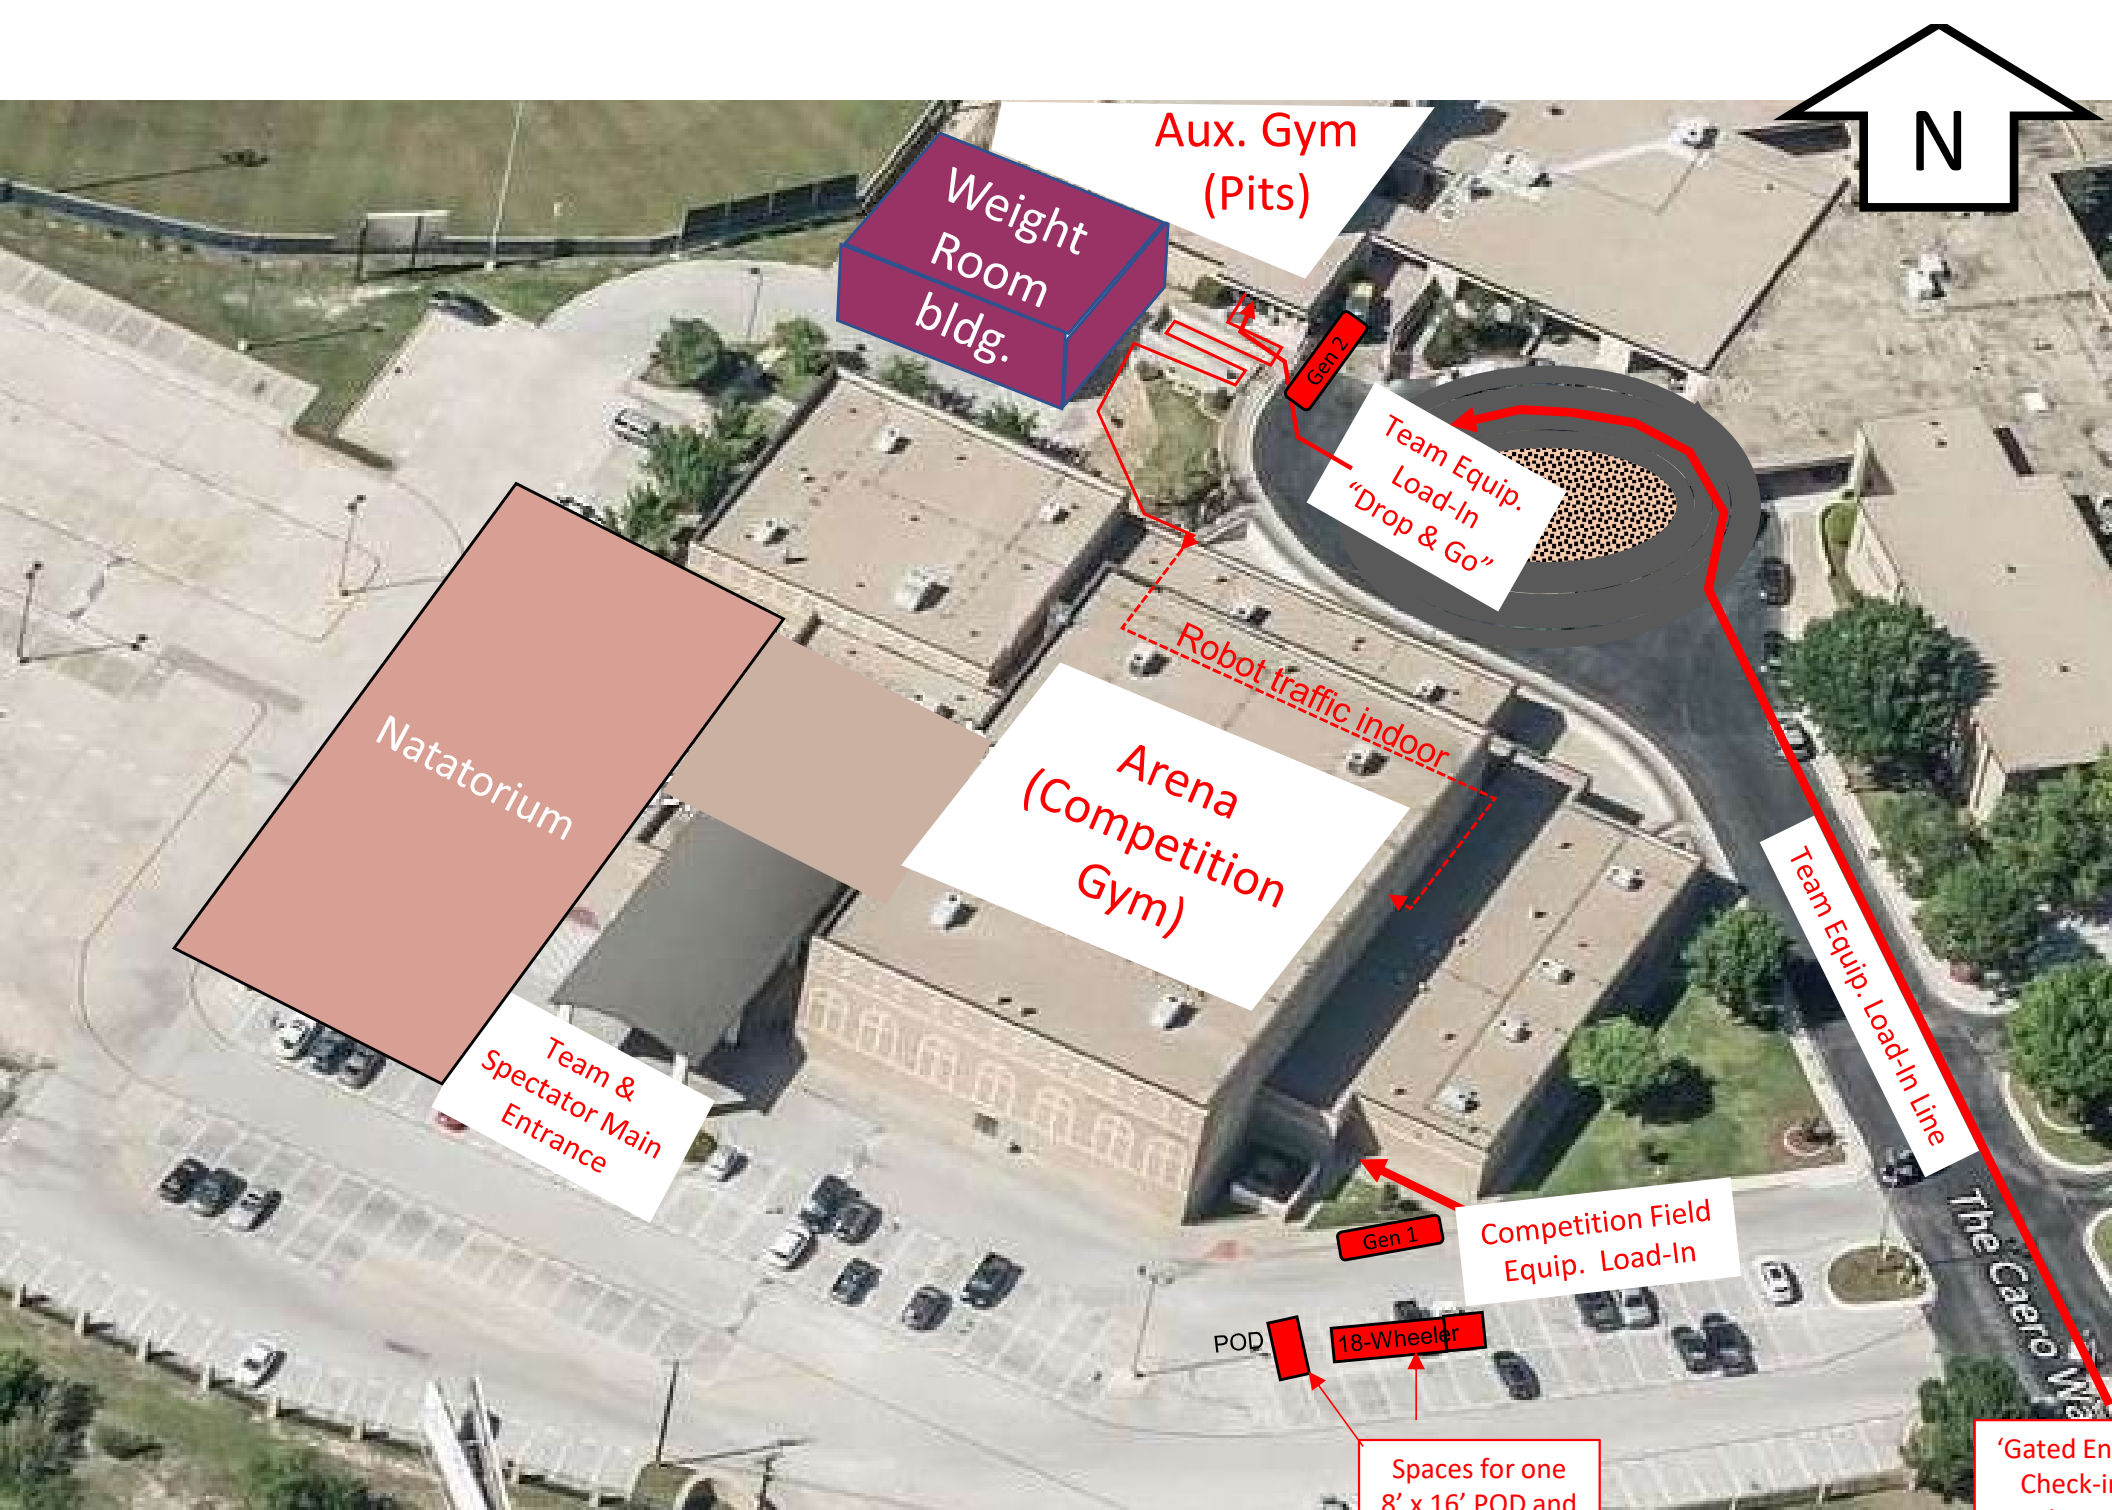 N
Aux. Gym
(Pits)
Weight
Room
bldg.
Gen 2
Team Equip.
Load-In
“Drop & Go”
Robot traffic indoor
Natatorium
Arena
(Competition
Gym)
Team Equip. Load-In Line
Team &
Spectator Main
Entrance
Competition Field
Equip.  Load-In
Gen 1
The Caero Wa
POD
18-Wheeler
Spaces for one
8’ x 16’ POD and
‘Gated En
Check-i